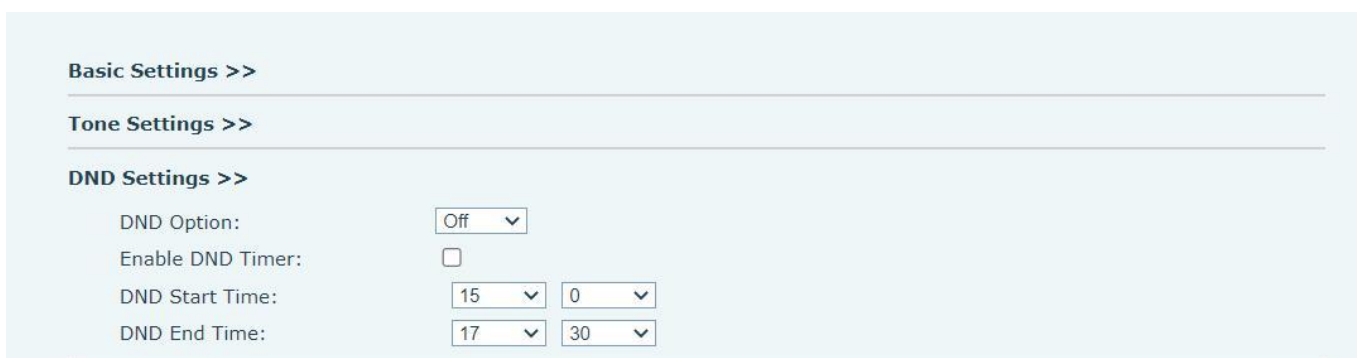 Basic Settings >>
Tone Settings >>
DND Settings >>
DND Option: Off
Enable DND Timer:
DND Start Time: 15 0
DND End Time: 17 30